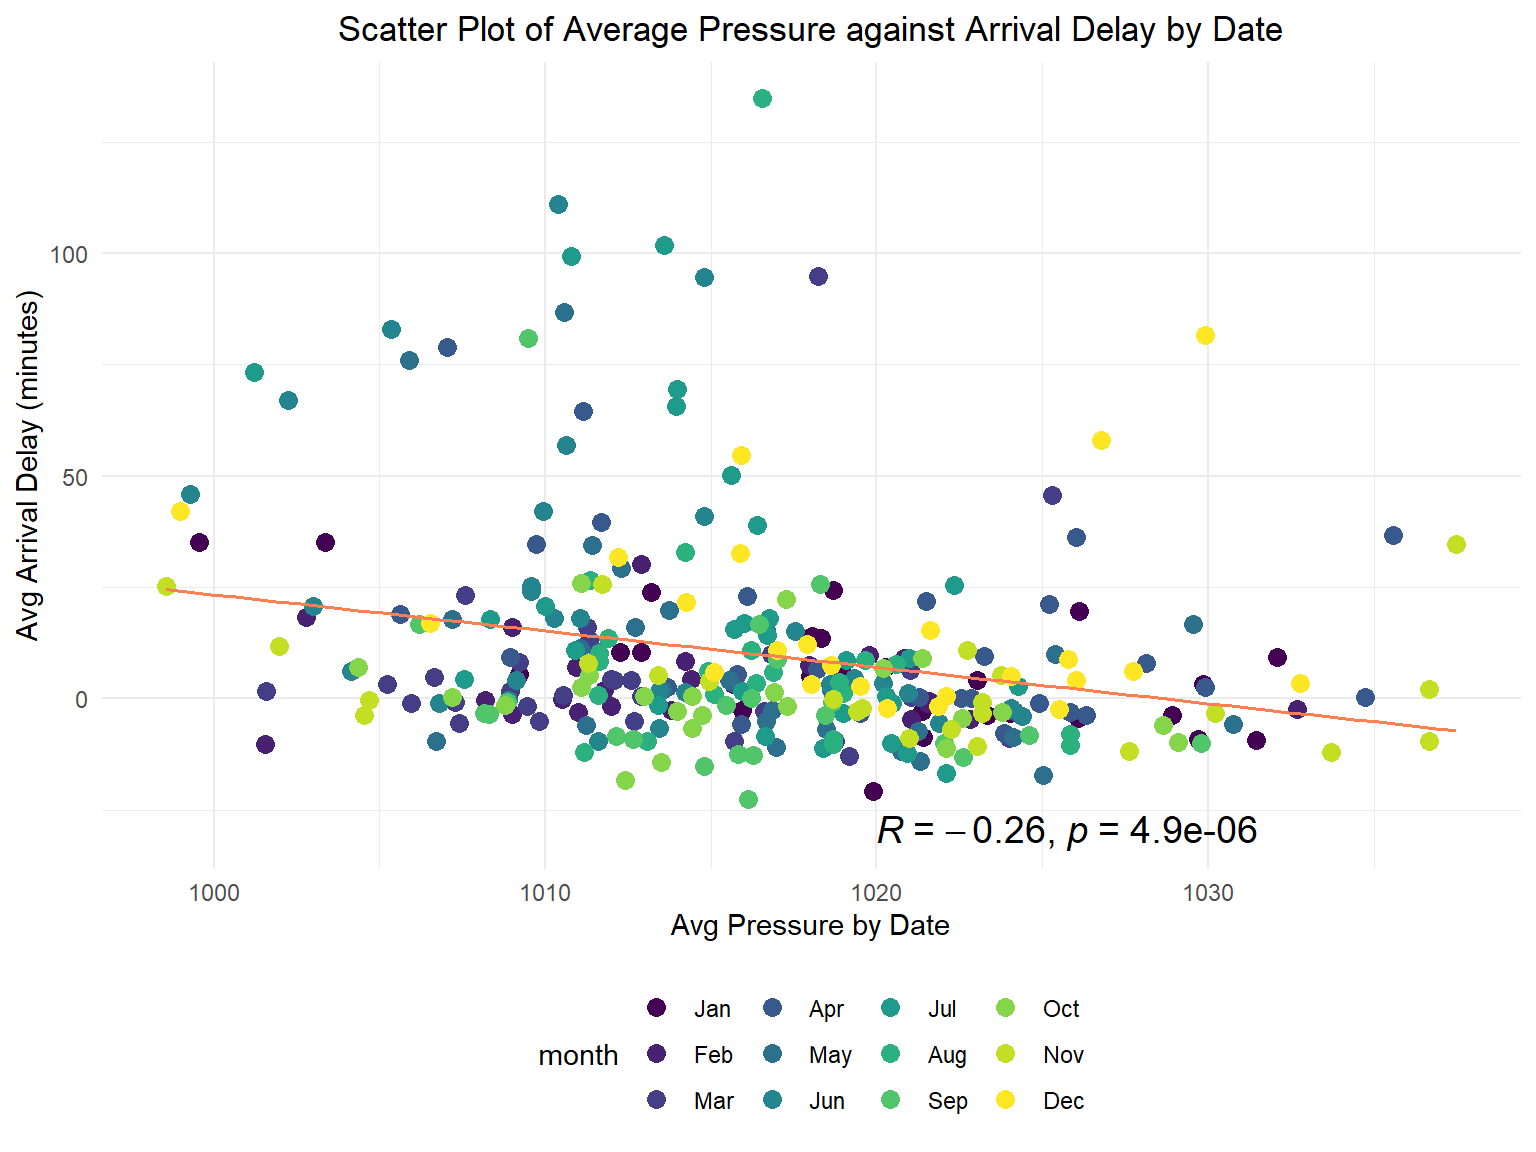 Scatter Plot of Average Pressure against Arrival Delay by Date
Avg Arrival Delay (minutes)
100
50
0
R = − 0.26, p = 4.9e-06
1000 1010 1020 1030
Avg Pressure by Date
month
Jan Apr Jul Oct
Feb May Aug Nov
Mar Jun Sep Dec